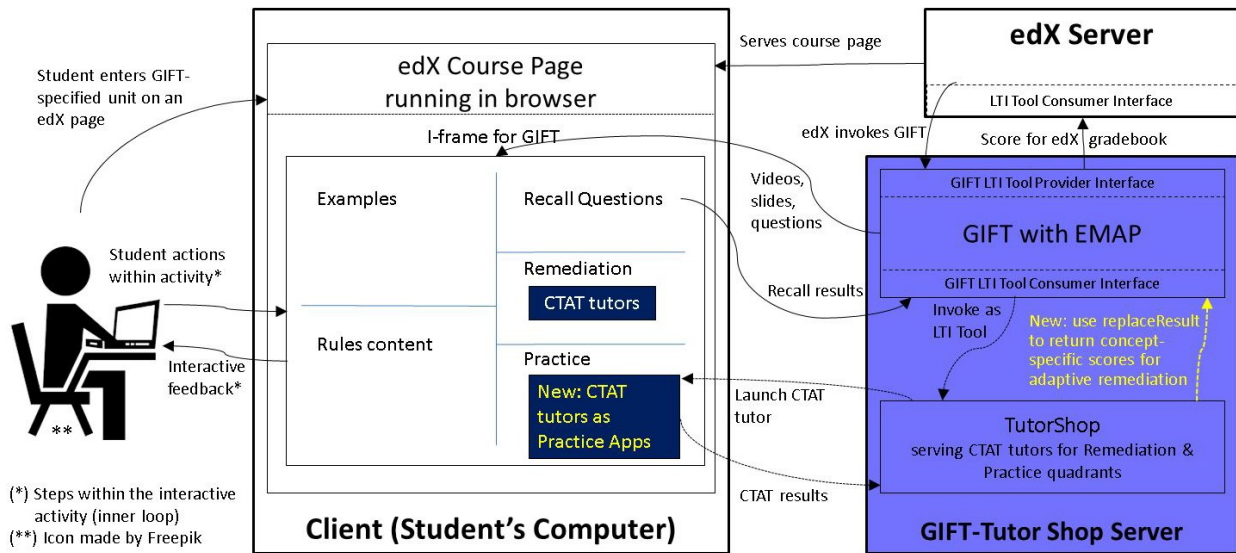 Student enters GIFT-
specified unit on an
edX page
Student actions
within activity*
Interactive
feedback*
**
(*) Steps within the interactive
activity (inner loop)
(**) Icon made by Freepik
edX Course Page
running in browser
I-frame for GIFT
Examples
Recall Questions
Remediation
CTAT tutors
Rules content
Practice
New: CTAT
tutors as
Practice Apps
Client (Student's Computer)
Serves course page
edX invokes GIFT
Score for edX gradebook
Videos,
slides,
questions
Recall results
Launch CTAT
tutor
CTAT results
edX Server
LTI Tool Consumer Interface
GIFT LTI Tool Provider Interface
GIFT with EMAP
GIFT LTI Tool Consumer Interface
Invoke as
LTI Tool
New: use replaceResult
to return concept-
specific scores for
adaptive remediation
TutorShop
serving CTAT tutors for Remediation &
Practice quadrants
GIFT-Tutor Shop Server